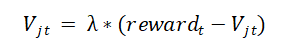 V_{jt} = λ ∗ (reward_t − V_{jt})